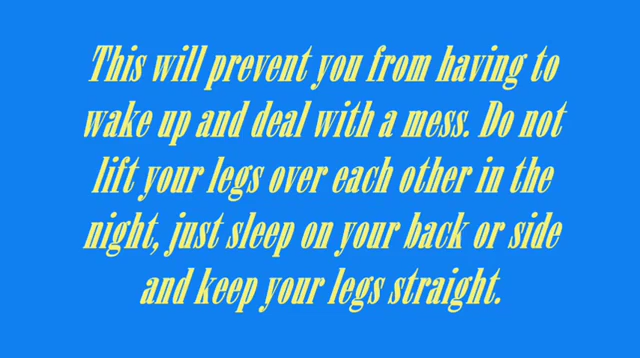 This will prevent you from having to
wake up and deal with a mess. Do not
lift your legs over each other in the
night, just sleep on your back or side
and keep your legs straight.